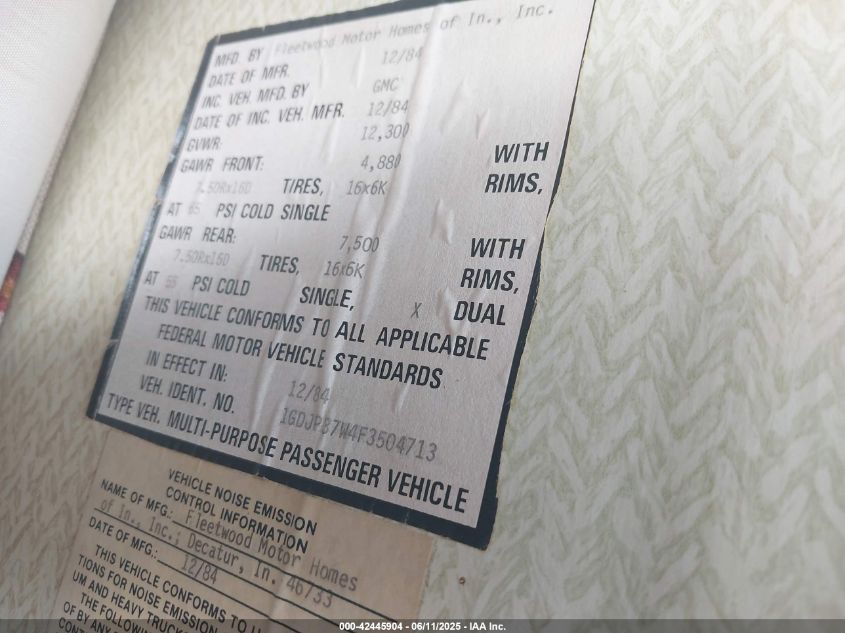 MFD. BY Fleetwood Motor Homes of In., Inc.
DATE OF MFR. 12/84
INC. VEH. MFD. BY GMC
DATE OF INC. VEH. MFR. 12/84
GVWR: 12,300
GAWR FRONT: 4,880 WITH
7.50Rx16D TIRES, 16x6K RIMS,
AT 65 PSI COLD SINGLE
GAWR REAR: 7,500 WITH
7.50Rx16D TIRES, 16x6K RIMS,
AT 55 PSI COLD SINGLE, X DUAL
THIS VEHICLE CONFORMS TO ALL APPLICABLE
FEDERAL MOTOR VEHICLE STANDARDS
IN EFFECT IN: 12/84
VEH. IDENT. NO. 1GDJP37W4F3504713
TYPE VEH. MULTI-PURPOSE PASSENGER VEHICLE
VEHICLE NOISE EMISSION
CONTROL INFORMATION
NAME OF MFG.: Fleetwood Motor Homes
of In., Inc.; Decatur, In. 46733
DATE OF MFG.: 12/84
THIS VEHICLE CONFORMS TO U
TIONS FOR NOISE EMISSION
UM AND HEAVY TRUCK
THE FOLLOWI
OF BY ANY
CONT
000-42445904 - 06/11/2025 - IAA Inc.